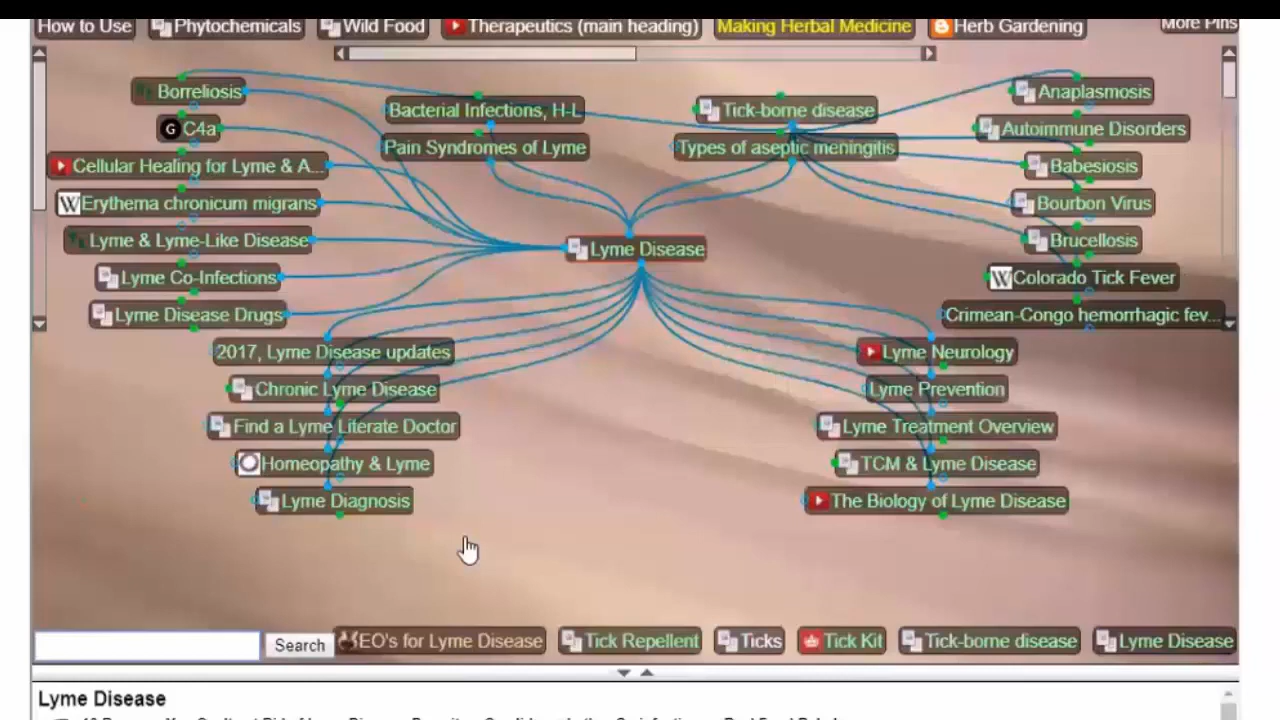 How to Use
Phytochemicals
Wild Food
Therapeutics (main heading)
Making Herbal Medicine
Herb Gardening
More Pins
Borreliosis
C4a
Cellular Healing for Lyme & A...
Erythema chronicum migrans
Lyme & Lyme-Like Disease
Lyme Co-Infections
Lyme Disease Drugs
Bacterial Infections, H-L
Pain Syndromes of Lyme
Tick-borne disease
Types of aseptic meningitis
Anaplasmosis
Autoimmune Disorders
Babesiosis
Bourbon Virus
Brucellosis
Colorado Tick Fever
Crimean-Congo hemorrhagic fev...
Lyme Disease
2017, Lyme Disease updates
Chronic Lyme Disease
Find a Lyme Literate Doctor
Homeopathy & Lyme
Lyme Diagnosis
Lyme Neurology
Lyme Prevention
Lyme Treatment Overview
TCM & Lyme Disease
The Biology of Lyme Disease
Search
EO's for Lyme Disease
Tick Repellent
Ticks
Tick Kit
Tick-borne disease
Lyme Disease
Lyme Disease